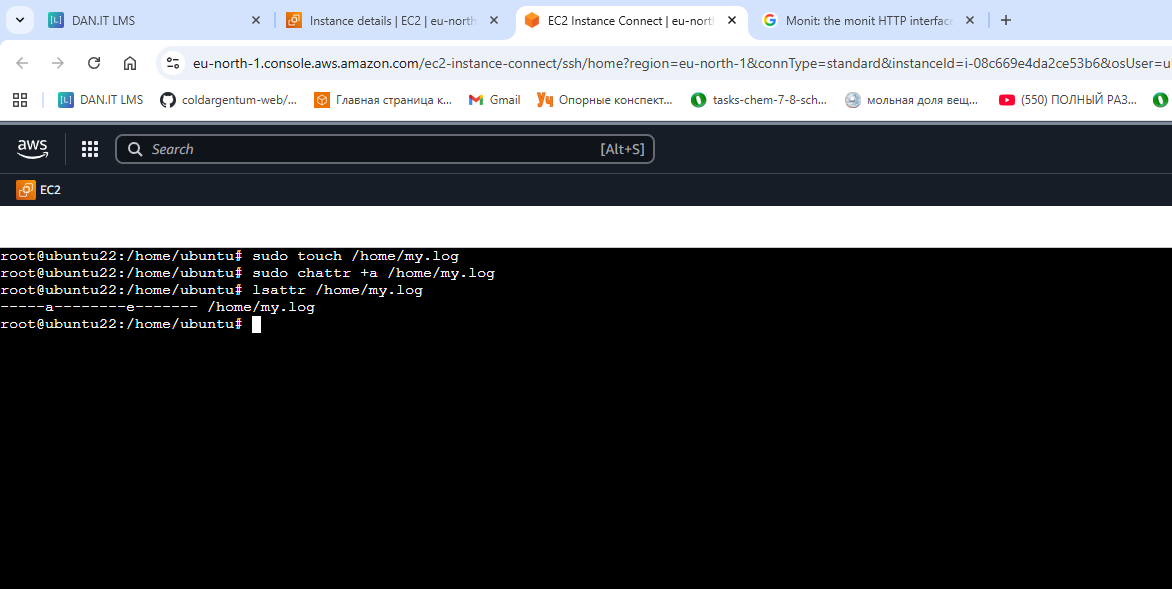 DAN.IT LMS
Instance details | EC2 | eu-north
EC2 Instance Connect | eu-nort
Monit: the monit HTTP interface
eu-north-1.console.aws.amazon.com/ec2-instance-connect/ssh/home?region=eu-north-1&connType=standard&instanceId=i-08c669e4da2ce53b6&osUser=u
DAN.IT LMS
coldargentum-web/...
Главная страница к...
Gmail
Опорные конспект...
tasks-chem-7-8-sch...
мольная доля вещ...
(550) ПОЛНЫЙ РАЗ...
aws
Search
[Alt+S]
EC2
root@ubuntu22:/home/ubuntu# sudo touch /home/my.log
root@ubuntu22:/home/ubuntu# sudo chattr +a /home/my.log
root@ubuntu22:/home/ubuntu# lsattr /home/my.log
-----a--------e------- /home/my.log
root@ubuntu22:/home/ubuntu#